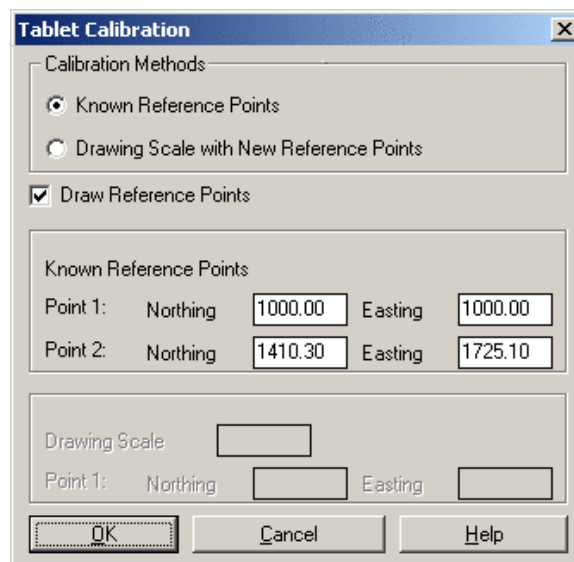 Tablet Calibration
Calibration Methods
Known Reference Points
Drawing Scale with New Reference Points
Draw Reference Points
Known Reference Points
Point 1: Northing 1000.00 Easting 1000.00
Point 2: Northing 1410.30 Easting 1725.10
Drawing Scale
Point 1: Northing Easting
OK Cancel Help